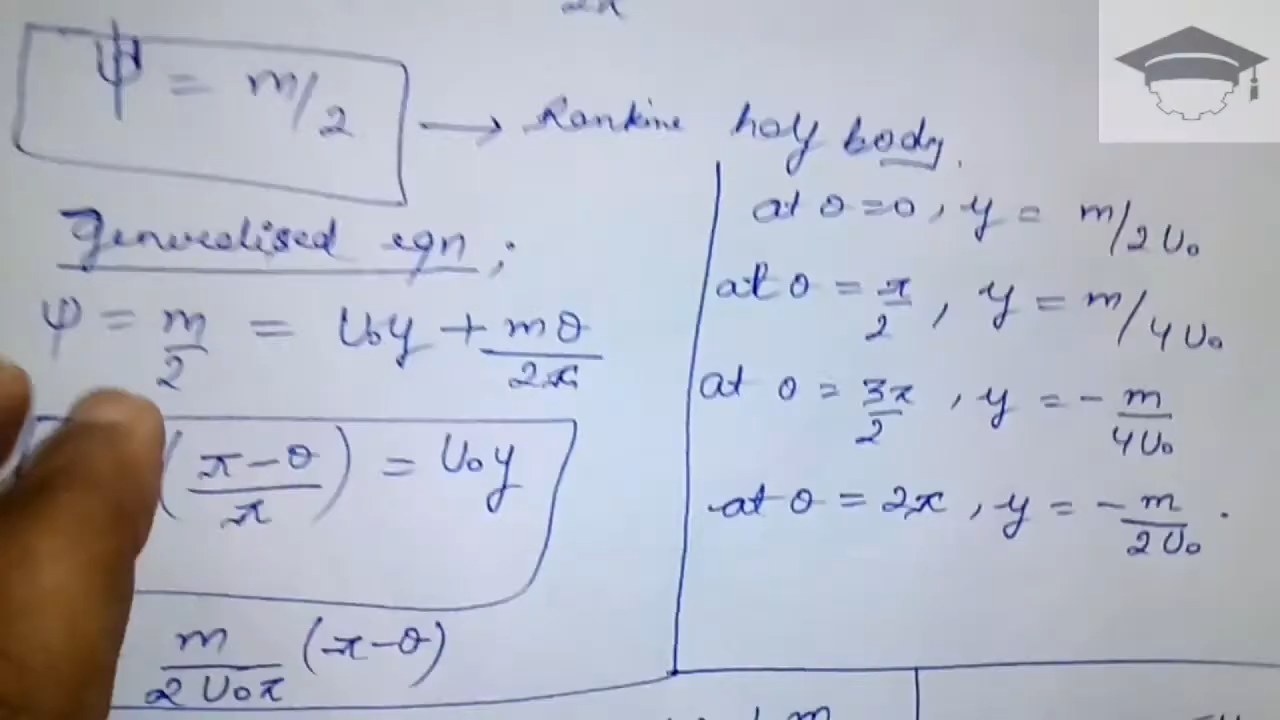 2π
ψ = m/2 → Rankine half body.
Generalised eqn ;
ψ = m/2 = U₀y + mθ/2π
(π-θ/π) = U₀y
m/2U₀π (π-θ)
at θ=0, y = m/2U₀
at θ = π/2, y = m/4U₀
at θ = 3π/2, y = - m/4U₀
at θ = 2π, y = - m/2U₀.
m